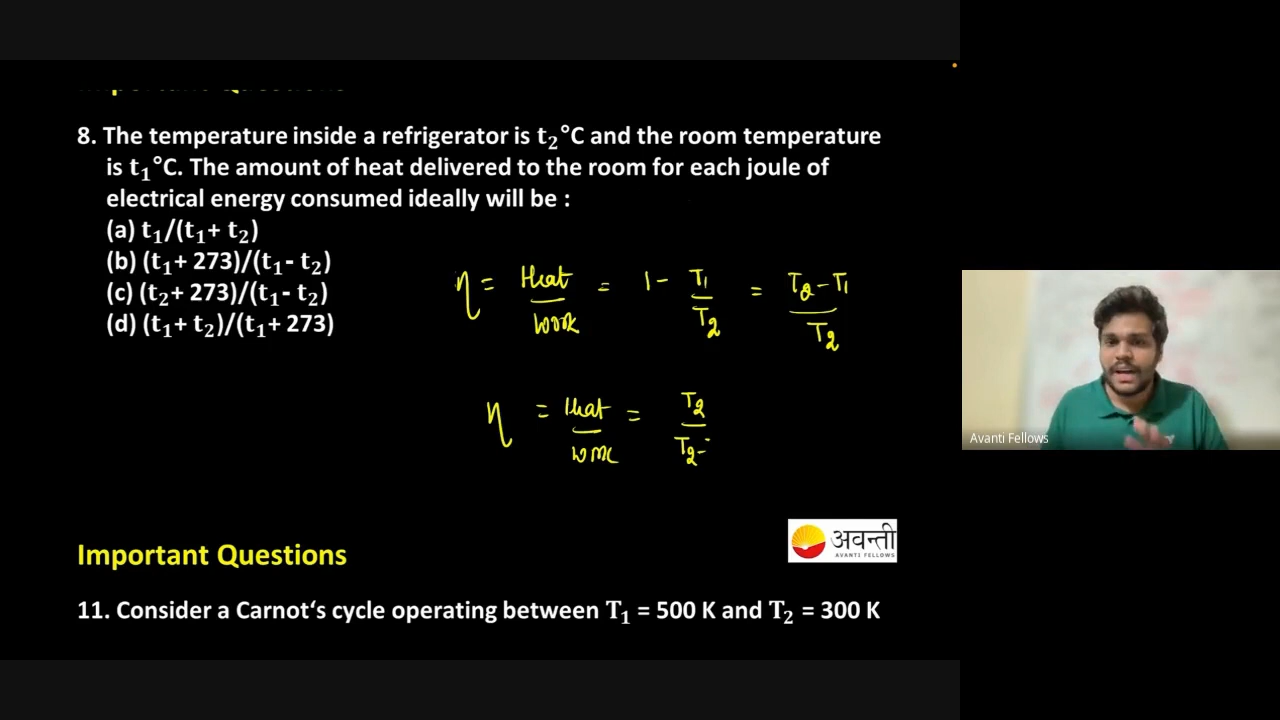 8. The temperature inside a refrigerator is t₂°C and the room temperature
is t₁°C. The amount of heat delivered to the room for each joule of
electrical energy consumed ideally will be :
(a) t₁/(t₁+ t₂)
(b) (t₁+ 273)/(t₁- t₂)
(c) (t₂+ 273)/(t₁- t₂)
(d) (t₁+ t₂)/(t₁+ 273)
η = Heat/work = 1 - T₁/T₂ = T₂-T₁/T₂
η = Heat/work = T₂/T₂-
Avanti Fellows
अवन्ती
AVANTI FELLOWS
Important Questions
11. Consider a Carnot‘s cycle operating between T₁ = 500 K and T₂ = 300 K